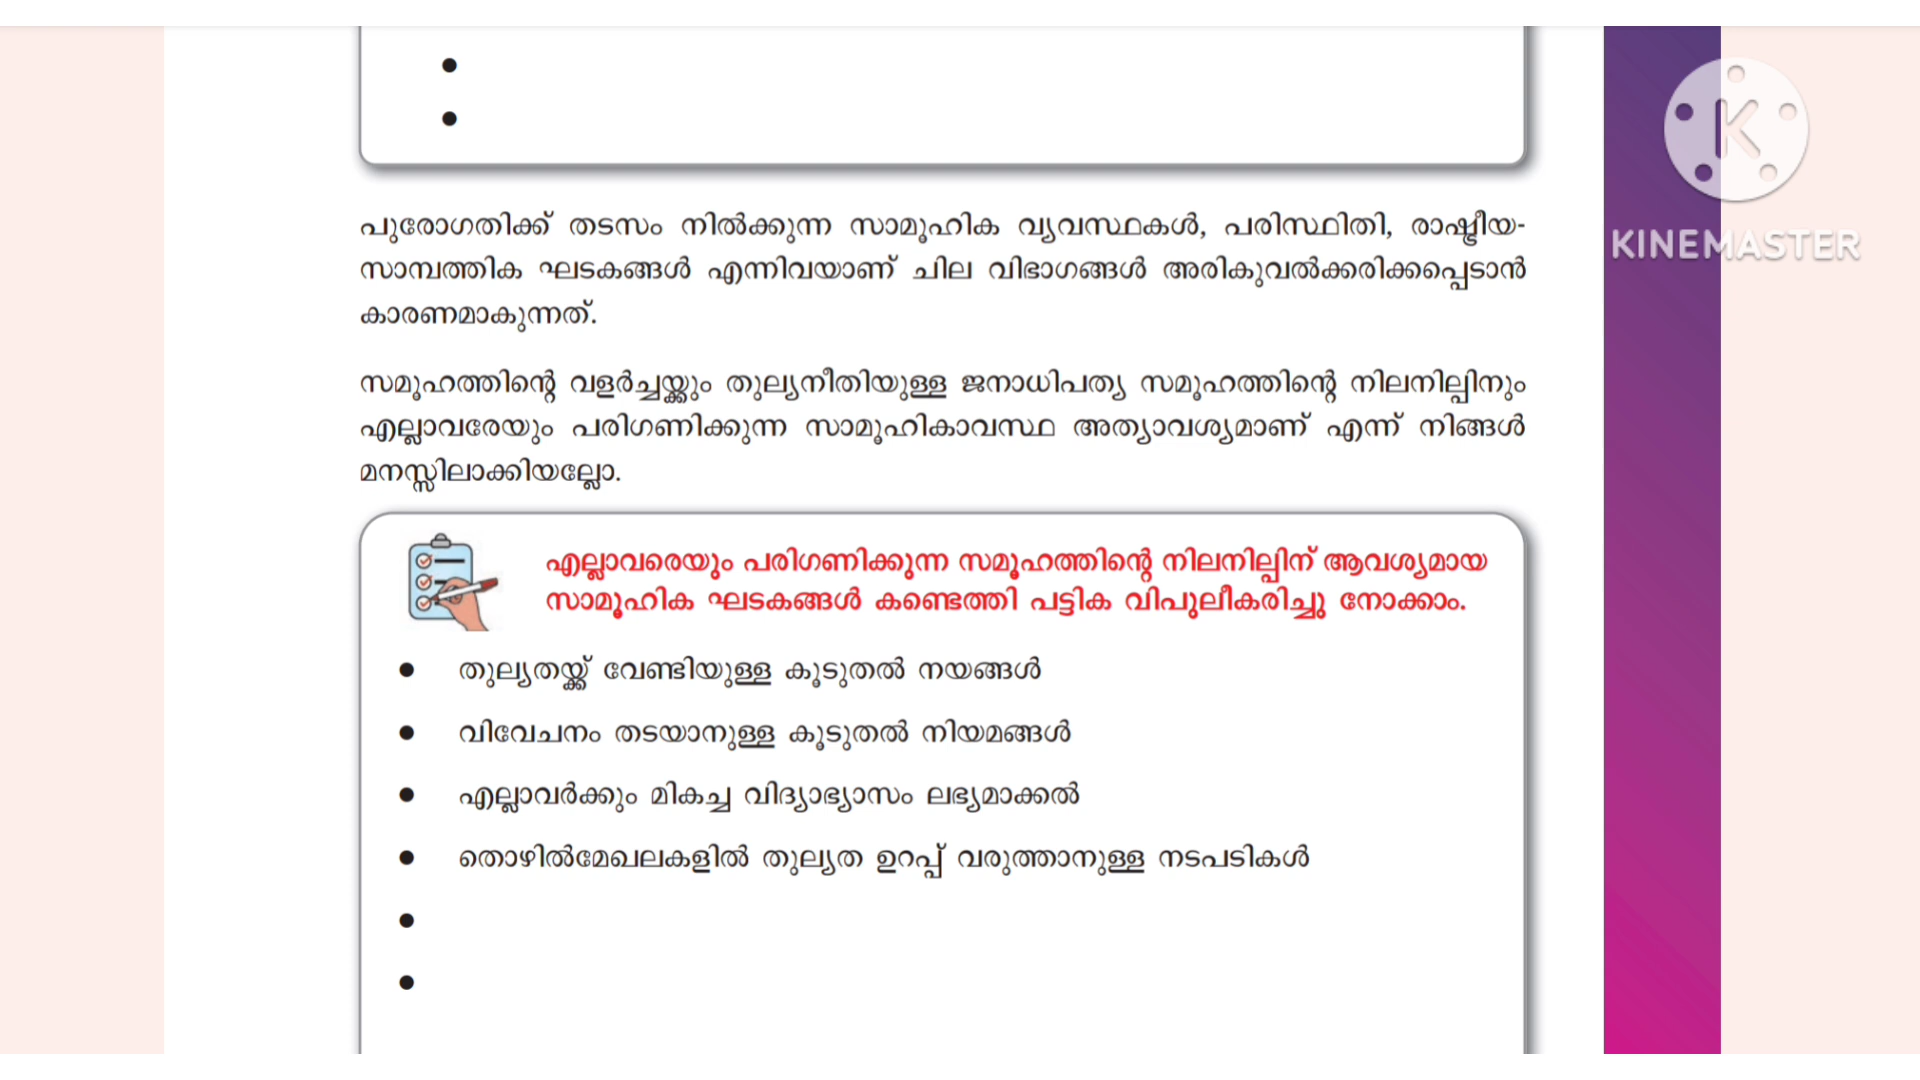 K
KINEMASTER
പുരോഗതിക്ക് തടസം നിൽക്കുന്ന സാമൂഹിക വ്യവസ്ഥകൾ, പരിസ്ഥിതി, രാഷ്ട്രീയ-
സാമ്പത്തിക ഘടകങ്ങൾ എന്നിവയാണ് ചില വിഭാഗങ്ങൾ അരികുവൽക്കരിക്കപ്പെടാൻ
കാരണമാകുന്നത്.
സമൂഹത്തിന്റെ വളർച്ചയ്ക്കും തുല്യനീതിയുള്ള ജനാധിപത്യ സമൂഹത്തിന്റെ നിലനില്പിനും
എല്ലാവരേയും പരിഗണിക്കുന്ന സാമൂഹികാവസ്ഥ അത്യാവശ്യമാണ് എന്ന് നിങ്ങൾ
മനസ്സിലാക്കിയല്ലോ.
എല്ലാവരെയും പരിഗണിക്കുന്ന സമൂഹത്തിന്റെ നിലനില്പിന് ആവശ്യമായ
സാമൂഹിക ഘടകങ്ങൾ കണ്ടെത്തി പട്ടിക വിപുലീകരിച്ചു നോക്കാം.
● തുല്യതയ്ക്ക് വേണ്ടിയുള്ള കൂടുതൽ നയങ്ങൾ
● വിവേചനം തടയാനുള്ള കൂടുതൽ നിയമങ്ങൾ
● എല്ലാവർക്കും മികച്ച വിദ്യാഭ്യാസം ലഭ്യമാക്കൽ
● തൊഴിൽമേഖലകളിൽ തുല്യത ഉറപ്പ് വരുത്താനുള്ള നടപടികൾ